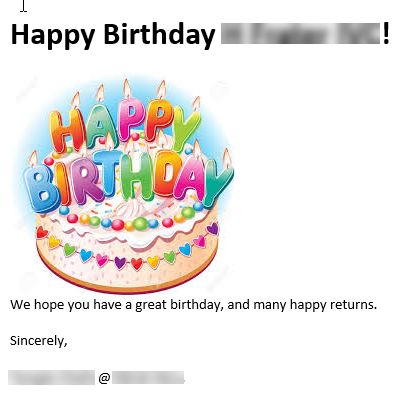 Happy Birthday !
HAPPY
BIRTHDAY
We hope you have a great birthday, and many happy returns.
Sincerely,
@